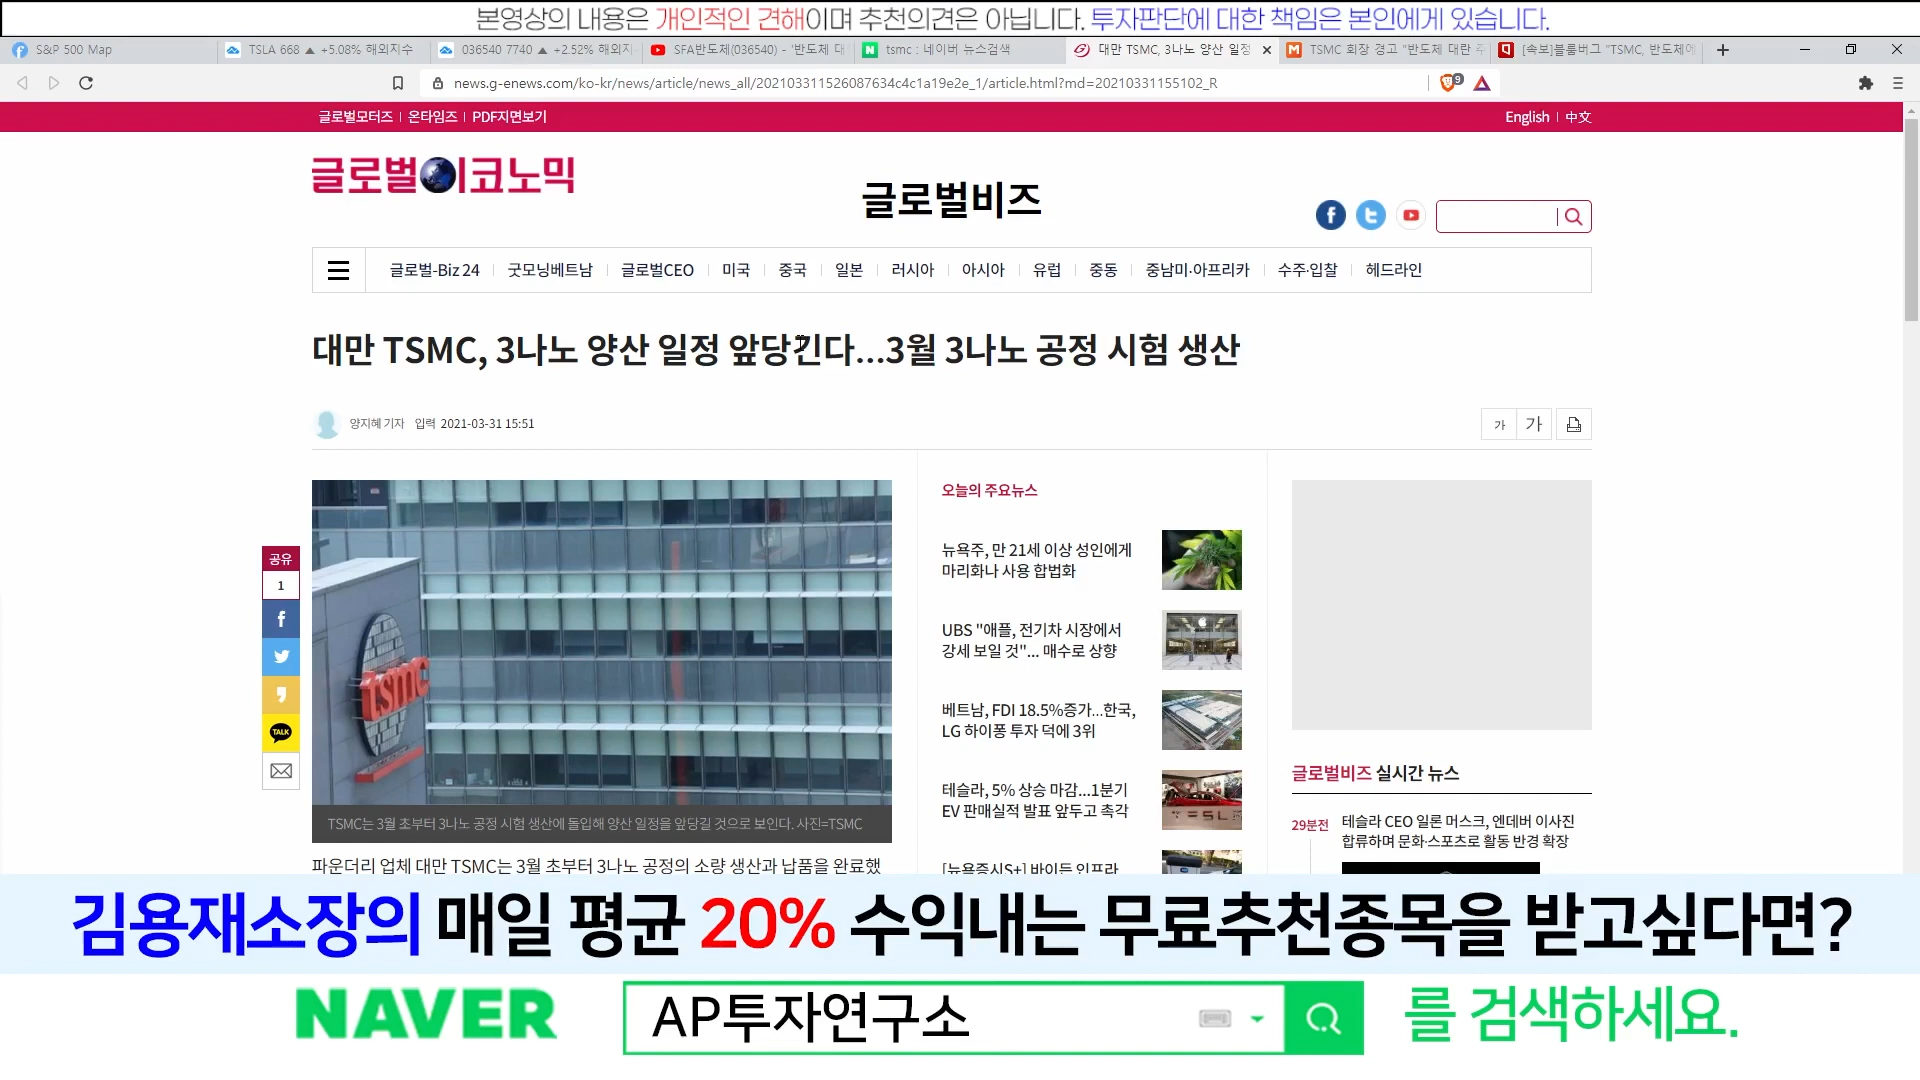 본영상의 내용은 개인적인 견해이며 추천의견은 아닙니다. 투자판단에 대한 책임은 본인에게 있습니다.
S&P 500 Map
TSLA 668 ▲ +5.08% 해외지수
036540 7740 ▲ +2.52% 해외지
SFA반도체(036540) - '반도체 대
tsmc : 네이버 뉴스검색
대만 TSMC, 3나노 양산 일정
TSMC 회장 경고 "반도체 대란
[속보]블룸버그 "TSMC, 반도체에
news.g-enews.com/ko-kr/news/article/news_all/202103311526087634c4c1a19e2e_1/article.html?md=20210331155102_R
9
글로벌모터즈 | 온타임즈 | PDF지면보기
English | 中文
글로벌이코노믹
글로벌비즈
글로벌-Biz 24 | 굿모닝베트남 | 글로벌CEO | 미국 | 중국 | 일본 | 러시아 | 아시아 | 유럽 | 중동 | 중남미·아프리카 | 수주·입찰 | 헤드라인
대만 TSMC, 3나노 양산 일정 앞당긴다...3월 3나노 공정 시험 생산
양지혜 기자 입력 2021-03-31 15:51
가 가
공유
1
TALK
tsmc
TSMC는 3월 초부터 3나노 공정 시험 생산에 돌입해 양산 일정을 앞당길 것으로 보인다. 사진=TSMC
파운더리 업체 대만 TSMC는 3월 초부터 3나노 공정의 소량 생산과 납품을 완료했
오늘의 주요뉴스
뉴욕주, 만 21세 이상 성인에게
마리화나 사용 합법화
UBS "애플, 전기차 시장에서
강세 보일 것"... 매수로 상향
베트남, FDI 18.5%증가...한국,
LG 하이퐁 투자 덕에 3위
테슬라, 5% 상승 마감...1분기
EV 판매실적 발표 앞두고 촉각
[뉴욕증시S+] 바이든 인프라
글로벌비즈 실시간 뉴스
29분전
테슬라 CEO 일론 머스크, 엔데버 이사진
합류하며 문화·스포츠로 활동 반경 확장
김용재소장의 매일 평균 20% 수익내는 무료추천종목을 받고싶다면?
NAVER
AP투자연구소
를 검색하세요.